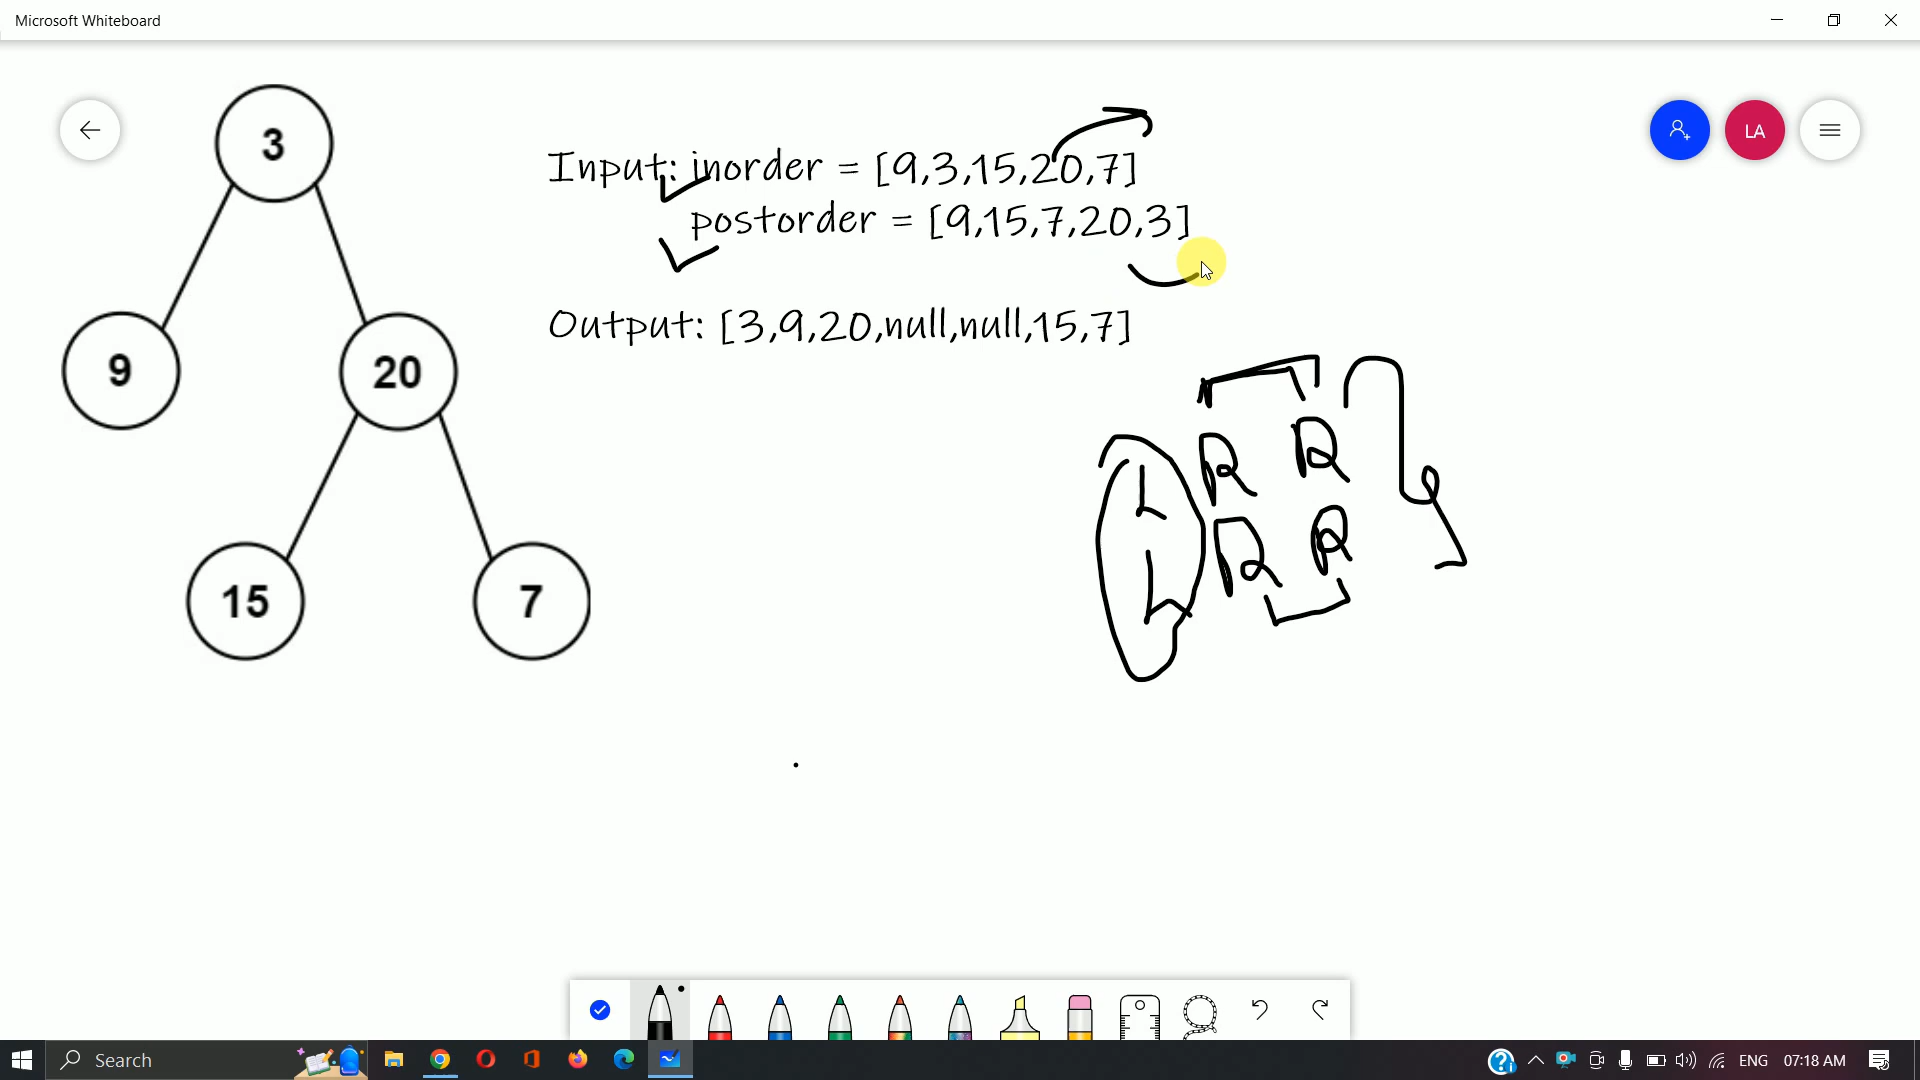 Microsoft Whiteboard
3
9
20
15
7
Input: inorder = [9,3,15,20,7]
postorder = [9,15,7,20,3]
Output: [3,9,20,null,null,15,7]
LA
L R R
L R R
Search
ENG 07:18 AM